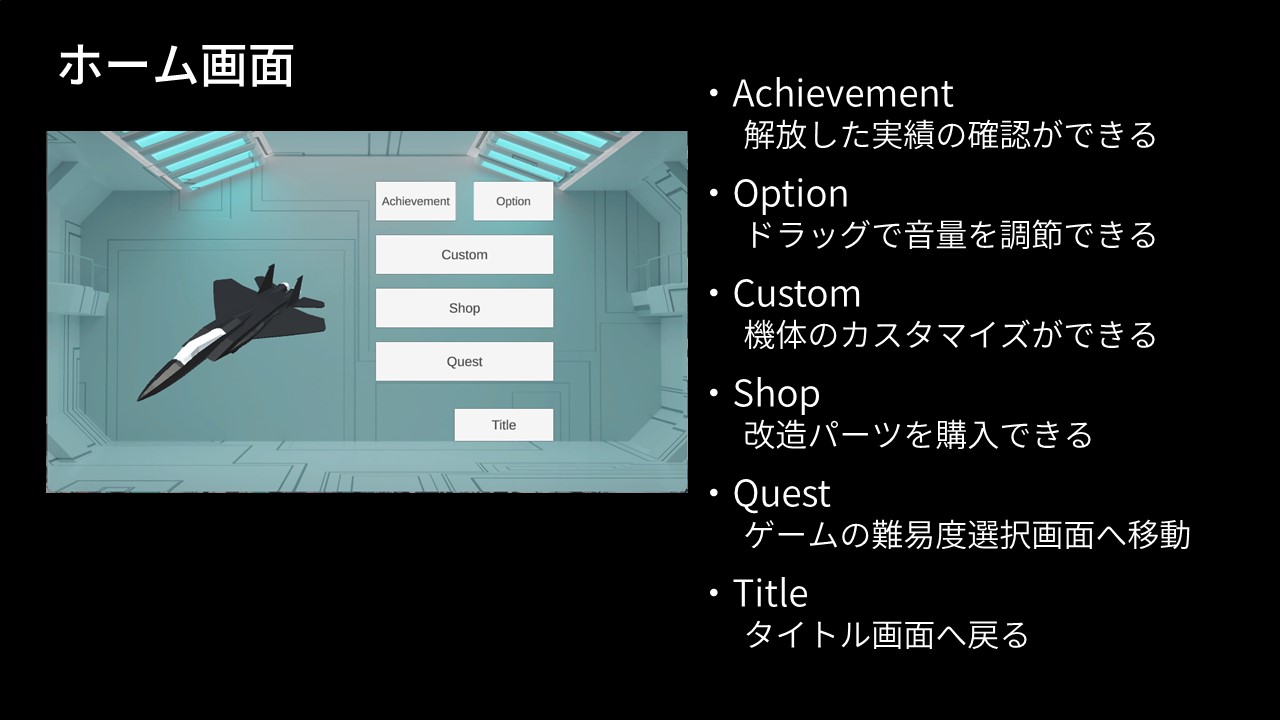 ホーム画面
Achievement
Option
Custom
Shop
Quest
Title
・Achievement
解放した実績の確認ができる
・Option
ドラッグで音量を調節できる
・Custom
機体のカスタマイズができる
・Shop
改造パーツを購入できる
・Quest
ゲームの難易度選択画面へ移動
・Title
タイトル画面へ戻る